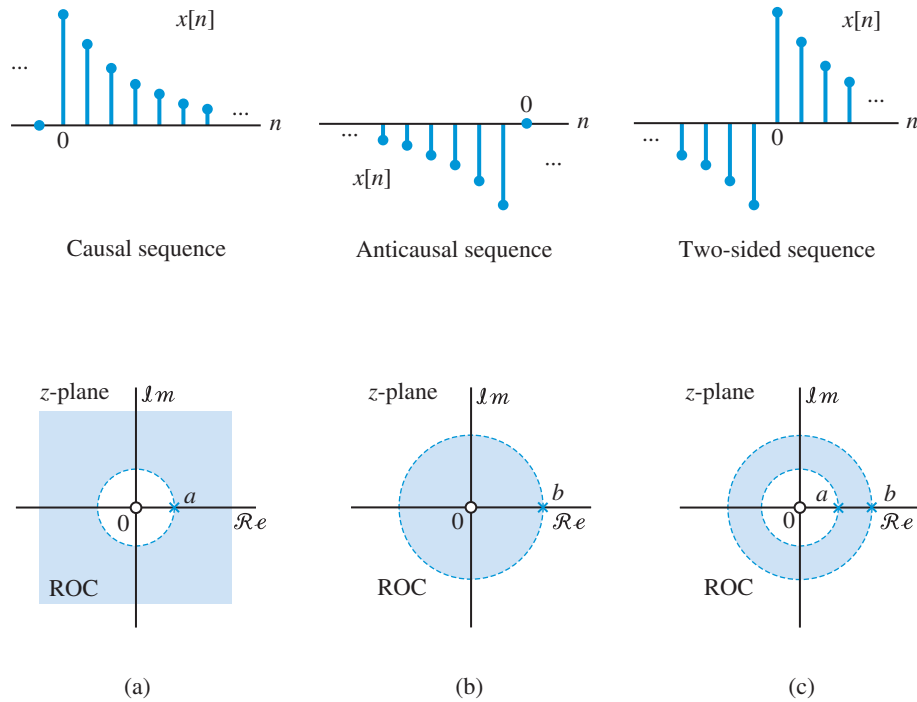 x[n]
...
...
0
n
Causal sequence
0
...
x[n]
...
n
Anticausal sequence
x[n]
...
...
0
n
Two-sided sequence
z-plane
ℐm
a
0
ℛe
ROC
(a)
z-plane
ℐm
b
0
ℛe
ROC
(b)
z-plane
ℐm
a
b
0
ℛe
ROC
(c)